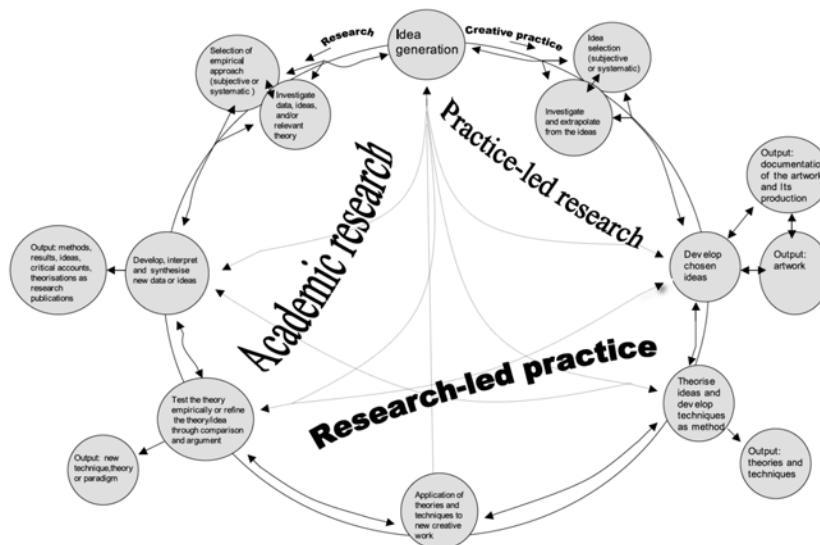 Research
Idea
generation
Creative practice
Selection of
empirical
approach
(subjective or
systematic )
Investigate
data, ideas,
and/or
relevant
theory
Idea
selection
(subjective
or systematic)
Investigate
and extrapolate
from the ideas
Academic research
Practice-led research
Research-led practice
Output:
documentation
of the artwork
and Its
production
Output:
artwork
Develop
chosen
ideas
Output: methods,
results, ideas,
critical accounts,
theorisations as
research
publications
Develop, interpret
and synthesise
new data or ideas
Test the theory
empirically or refine
the theory/idea
through comparison
and argument
Output: new
technique,theory
or paradigm
Theorise
ideas and
develop
techniques
as method
Output:
theories and
techniques
Application of
theories and
techniques to
new creative
work